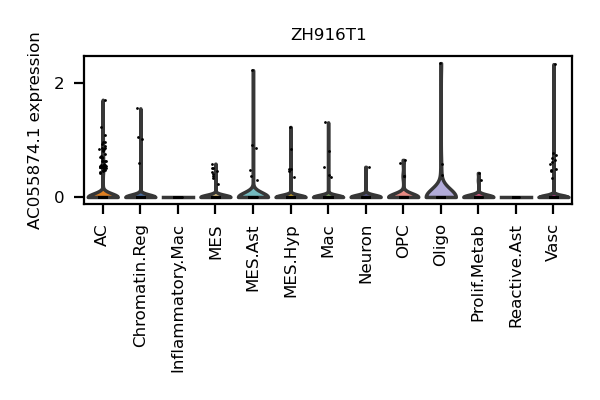 ZH916T1
AC055874.1 expression
2
0
AC
Chromatin.Reg
Inflammatory.Mac
MES
MES.Ast
MES.Hyp
Mac
Neuron
OPC
Oligo
Prolif.Metab
Reactive.Ast
Vasc